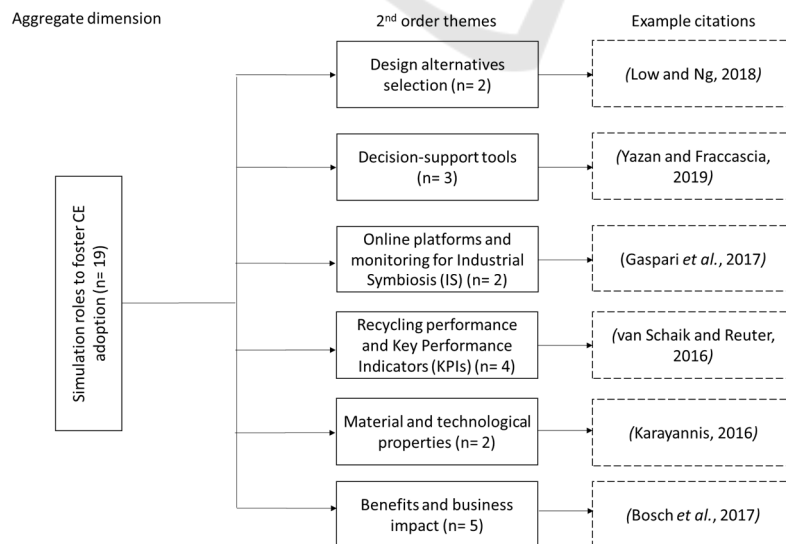 Aggregate dimension
2nd order themes
Example citations
Simulation roles to foster CE
adoption (n= 19)
Design alternatives
selection (n= 2)
(Low and Ng, 2018)
Decision-support tools
(n= 3)
(Yazan and Fraccascia,
2019)
Online platforms and
monitoring for Industrial
Symbiosis (IS) (n= 2)
(Gaspari et al., 2017)
Recycling performance
and Key Performance
Indicators (KPIs) (n= 4)
(van Schaik and Reuter,
2016)
Material and technological
properties (n= 2)
(Karayannis, 2016)
Benefits and business
impact (n= 5)
(Bosch et al., 2017)